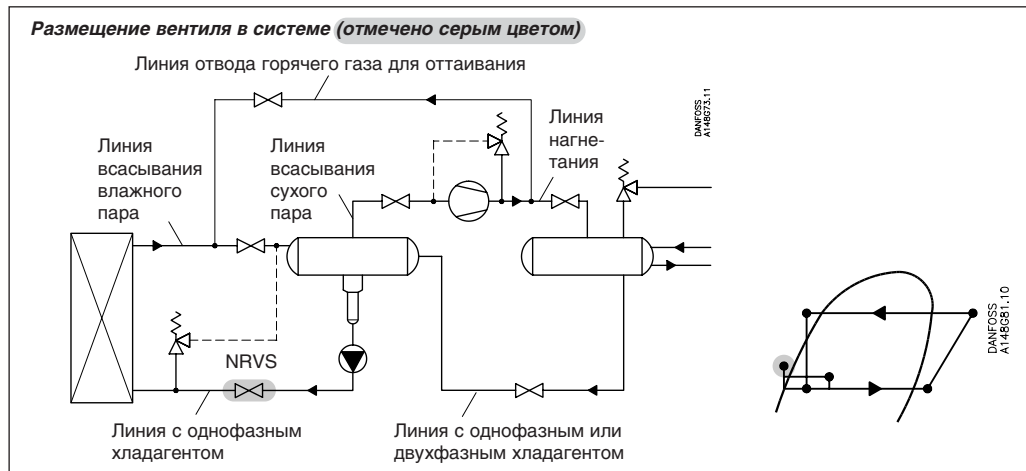 Размещение вентиля в системе (отмечено серым цветом)
Линия отвода горячего газа для оттаивания
DANFOSS
A148G73.11
Линия
нагне-
тания
Линия
всасывания
влажного
пара
Линия
всасывания
сухого
пара
DANFOSS
A148G81.10
NRVS
Линия с однофазным
хладагентом
Линия с однофазным или
двухфазным хладагентом